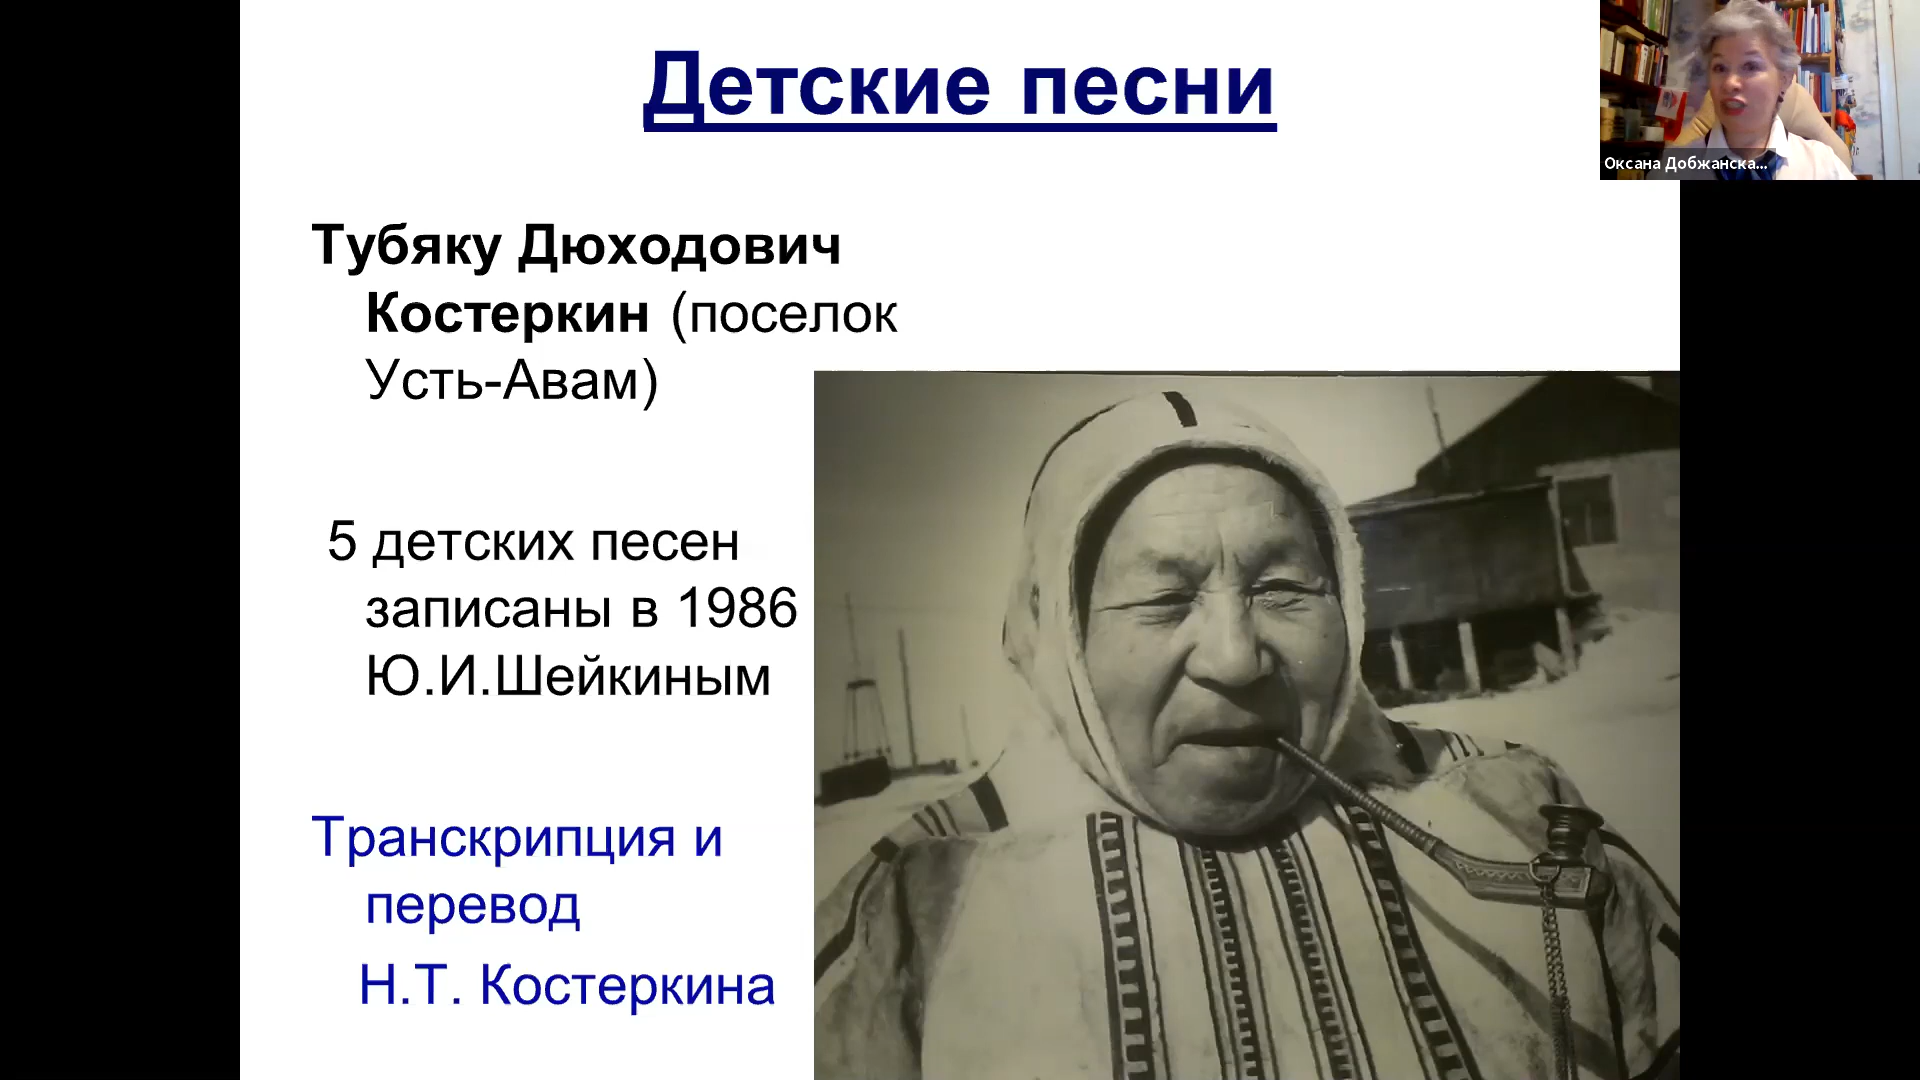 Детские песни
Оксана Добжанска...
Тубяку Дюходович
Костеркин (поселок
Усть-Авам)
5 детских песен
записаны в 1986
Ю.И.Шейкиным
Транскрипция и
перевод
Н.Т. Костеркина